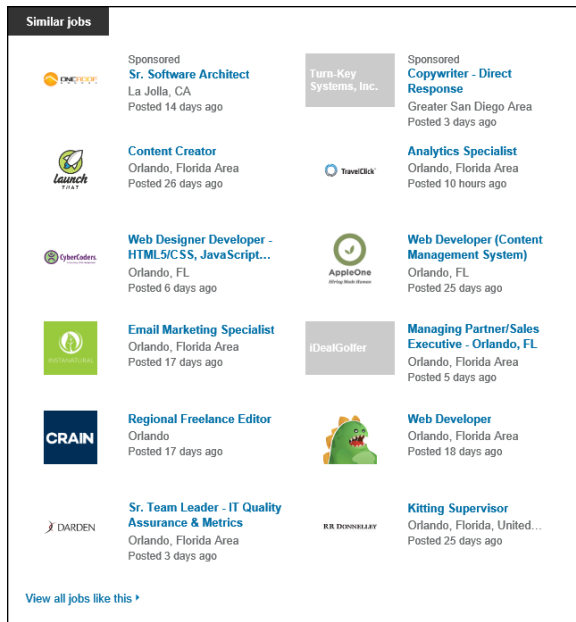 Similar jobs
ONEROOF
ENERGY
Sponsored
Sr. Software Architect
La Jolla, CA
Posted 14 days ago
Turn-Key
Systems, Inc.
Sponsored
Copywriter - Direct
Response
Greater San Diego Area
Posted 3 days ago
launch
THAT
Content Creator
Orlando, Florida Area
Posted 26 days ago
TravelClick
Analytics Specialist
Orlando, Florida Area
Posted 10 hours ago
CyberCoders
Web Designer Developer -
HTML5/CSS, JavaScript...
Orlando, FL
Posted 6 days ago
AppleOne
Hiring Made Human
Web Developer (Content
Management System)
Orlando, FL
Posted 25 days ago
INSTANATURAL
Email Marketing Specialist
Orlando, Florida Area
Posted 17 days ago
iDealGolfer
Managing Partner/Sales
Executive - Orlando, FL
Orlando, Florida Area
Posted 5 days ago
CRAIN
Regional Freelance Editor
Orlando
Posted 17 days ago
Web Developer
Orlando, Florida Area
Posted 18 days ago
DARDEN
Sr. Team Leader - IT Quality
Assurance & Metrics
Orlando, Florida Area
Posted 3 days ago
RR DONNELLEY
Kitting Supervisor
Orlando, Florida, United...
Posted 25 days ago
View all jobs like this